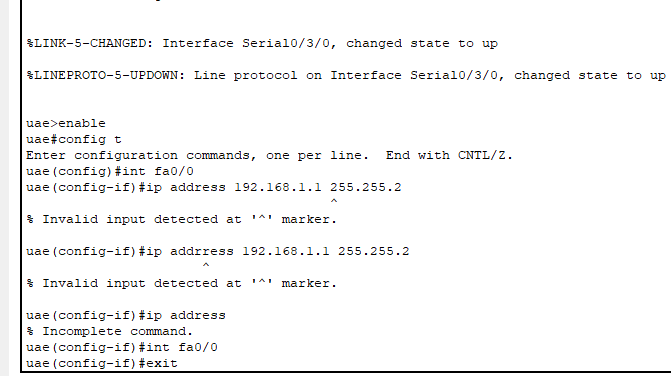 %LINK-5-CHANGED: Interface Serial0/3/0, changed state to up
%LINEPROTO-5-UPDOWN: Line protocol on Interface Serial0/3/0, changed state to up
uae>enable
uae#config t
Enter configuration commands, one per line.  End with CNTL/Z.
uae(config)#int fa0/0
uae(config-if)#ip address 192.168.1.1 255.255.2
^
% Invalid input detected at '^' marker.
uae(config-if)#ip addrress 192.168.1.1 255.255.2
^
% Invalid input detected at '^' marker.
uae(config-if)#ip address
% Incomplete command.
uae(config-if)#int fa0/0
uae(config-if)#exit